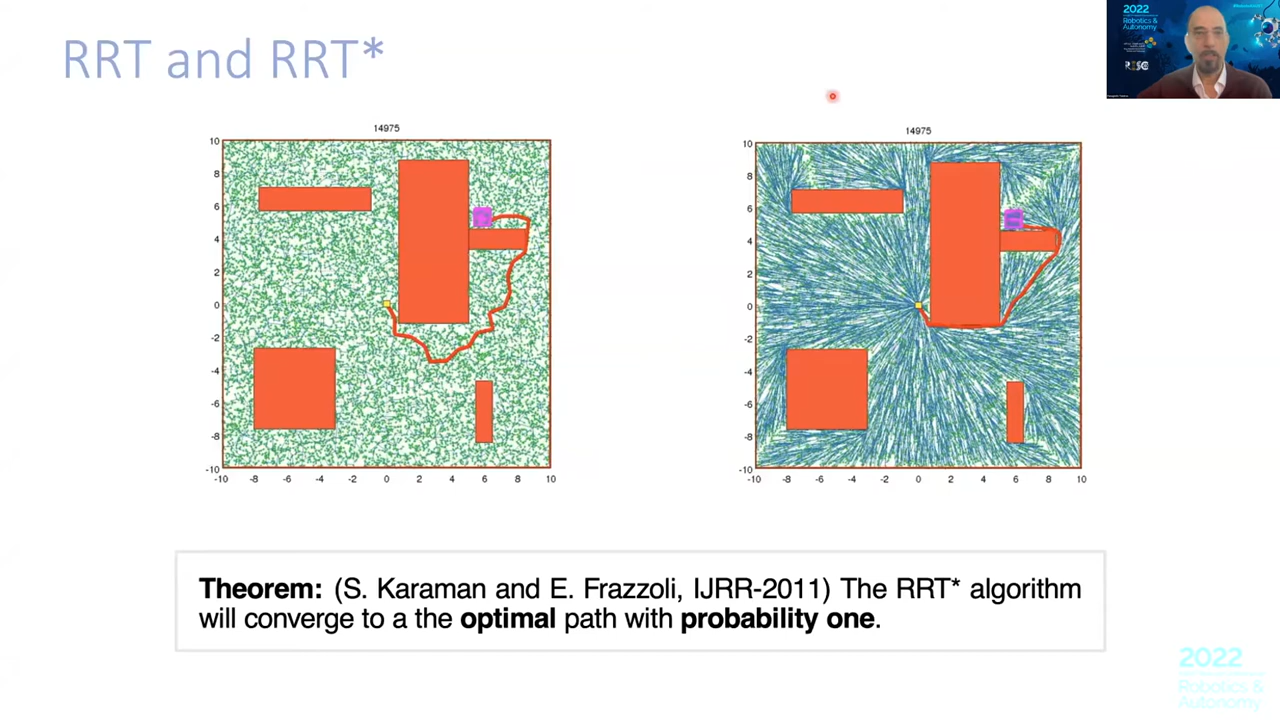 RRT and RRT*
2022
Robotics &
Autonomy
14975
10
8
6
4
2
0
-2
-4
-6
-8
-10
-10 -8 -6 -4 -2 0 2 4 6 8 10
14975
10
8
6
4
2
0
-2
-4
-6
-8
-10
-10 -8 -6 -4 -2 0 2 4 6 8 10
Theorem: (S. Karaman and E. Frazzoli, IJRR-2011) The RRT* algorithm
will converge to a the optimal path with probability one.
2022
Robotics &
Autonomy